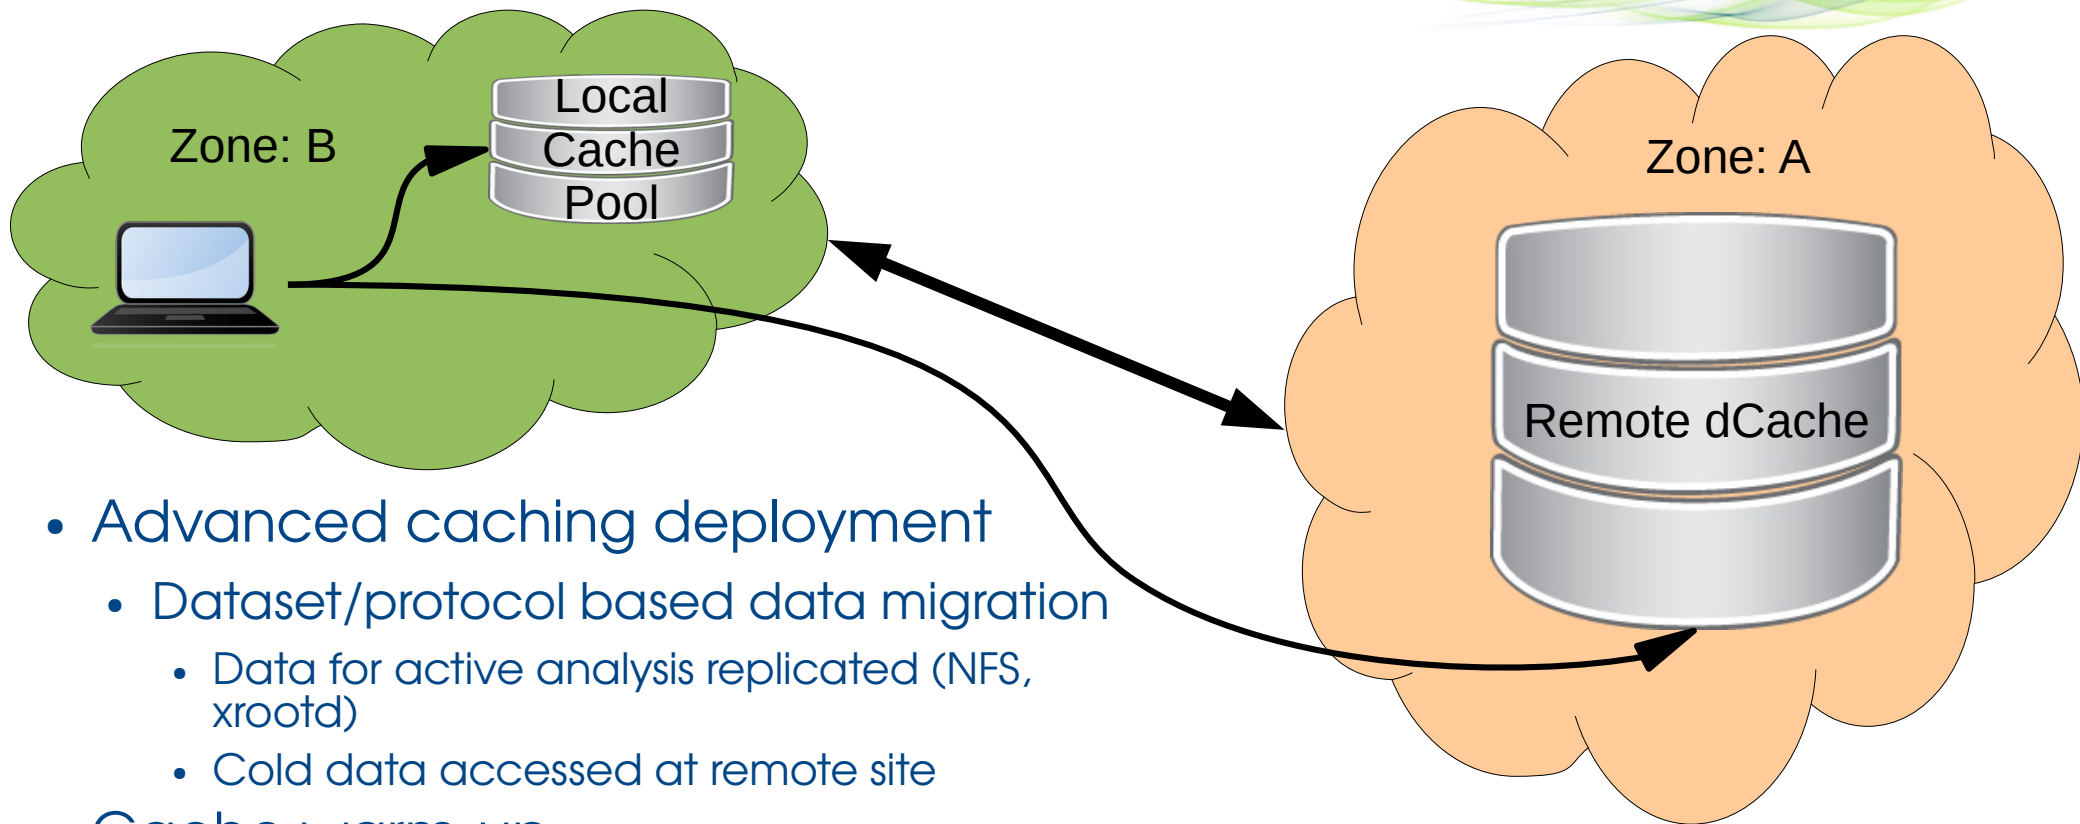 Zone: B
Local
Cache
Pool
Zone: A
Remote dCache
• Advanced caching deployment
• Dataset/protocol based data migration
• Data for active analysis replicated (NFS,
xrootd)
• Cold data accessed at remote site